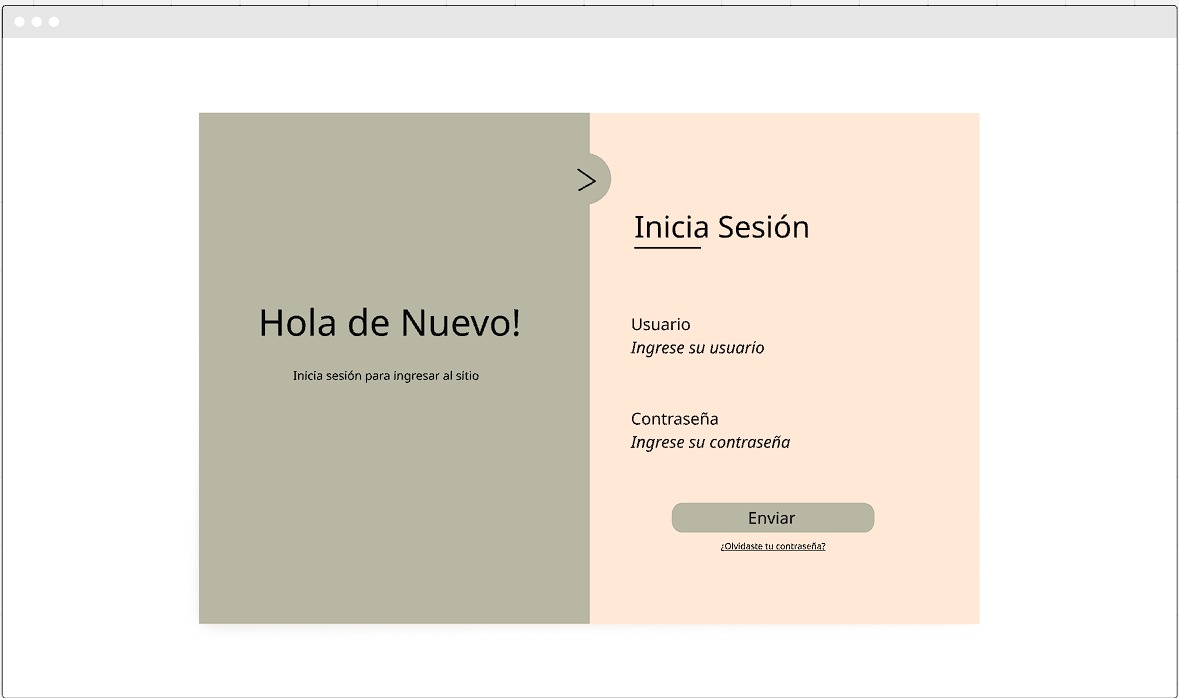 Hola de Nuevo!
Inicia sesión para ingresar al sitio
>
Inicia Sesión
Usuario
Ingrese su usuario
Contraseña
Ingrese su contraseña
Enviar
¿Olvidaste tu contraseña?